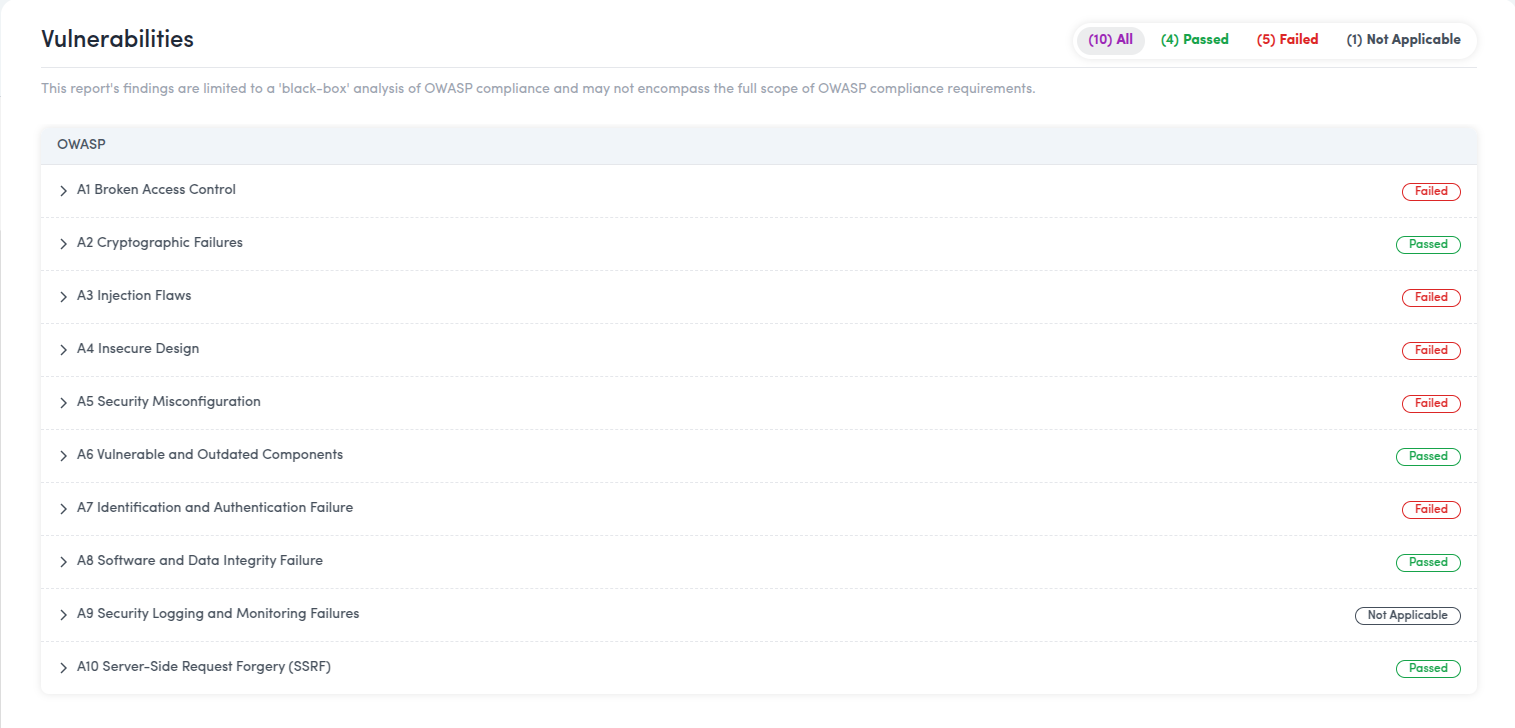 Vulnerabilities
(10) All (4) Passed (5) Failed (1) Not Applicable
This report's findings are limited to a 'black-box' analysis of OWASP compliance and may not encompass the full scope of OWASP compliance requirements.
OWASP
A1 Broken Access Control Failed
A2 Cryptographic Failures Passed
A3 Injection Flaws Failed
A4 Insecure Design Failed
A5 Security Misconfiguration Failed
A6 Vulnerable and Outdated Components Passed
A7 Identification and Authentication Failure Failed
A8 Software and Data Integrity Failure Passed
A9 Security Logging and Monitoring Failures Not Applicable
A10 Server-Side Request Forgery (SSRF) Passed